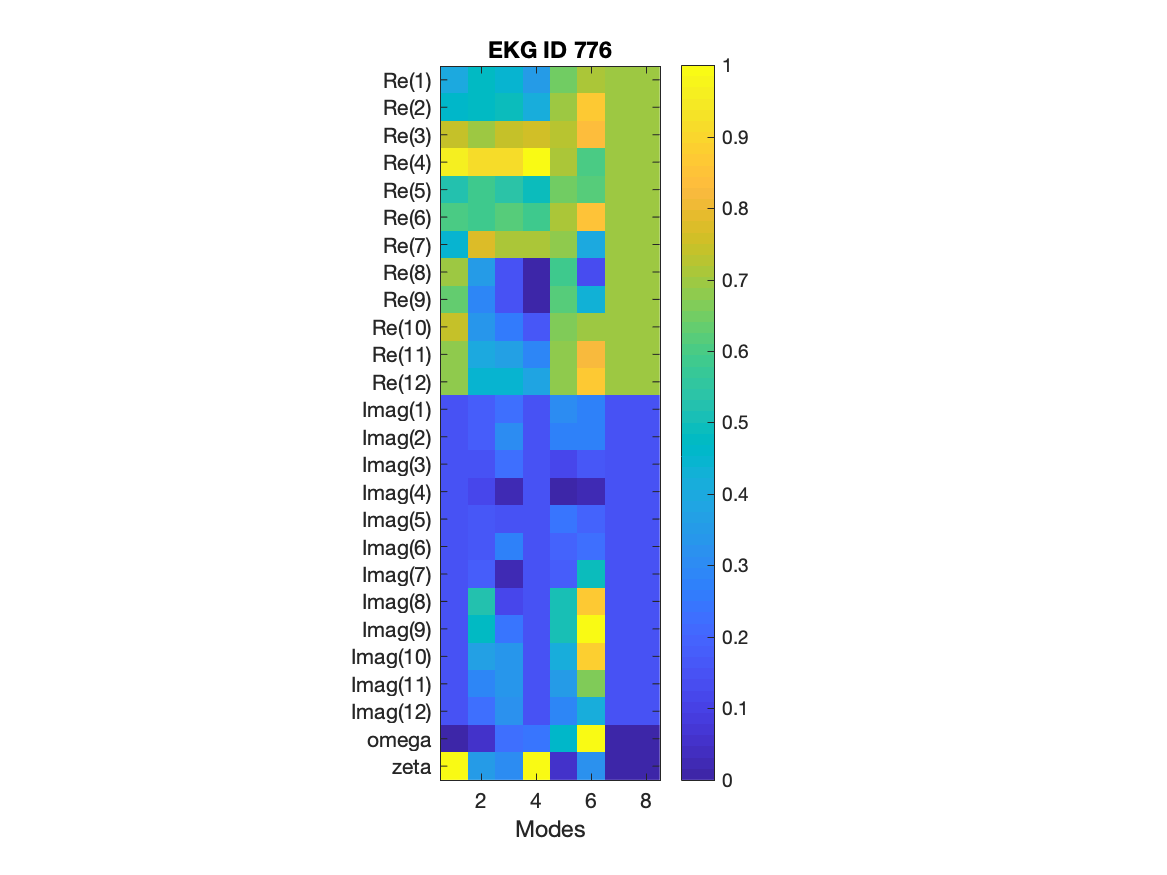 EKG ID 776
Re(1)
Re(2)
Re(3)
Re(4)
Re(5)
Re(6)
Re(7)
Re(8)
Re(9)
Re(10)
Re(11)
Re(12)
Imag(1)
Imag(2)
Imag(3)
Imag(4)
Imag(5)
Imag(6)
Imag(7)
Imag(8)
Imag(9)
Imag(10)
Imag(11)
Imag(12)
omega
zeta
2 4 6 8
Modes
1
0.9
0.8
0.7
0.6
0.5
0.4
0.3
0.2
0.1
0